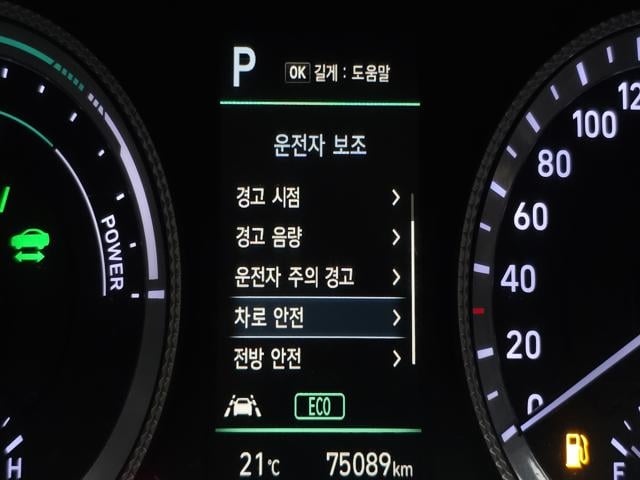 P
OK 길게 : 도움말
운전자 보조
경고 시점
경고 음량
운전자 주의 경고
차로 안전
전방 안전
ECO
21℃
75089km
POWER
H
12
100
80
60
40
20
0
F